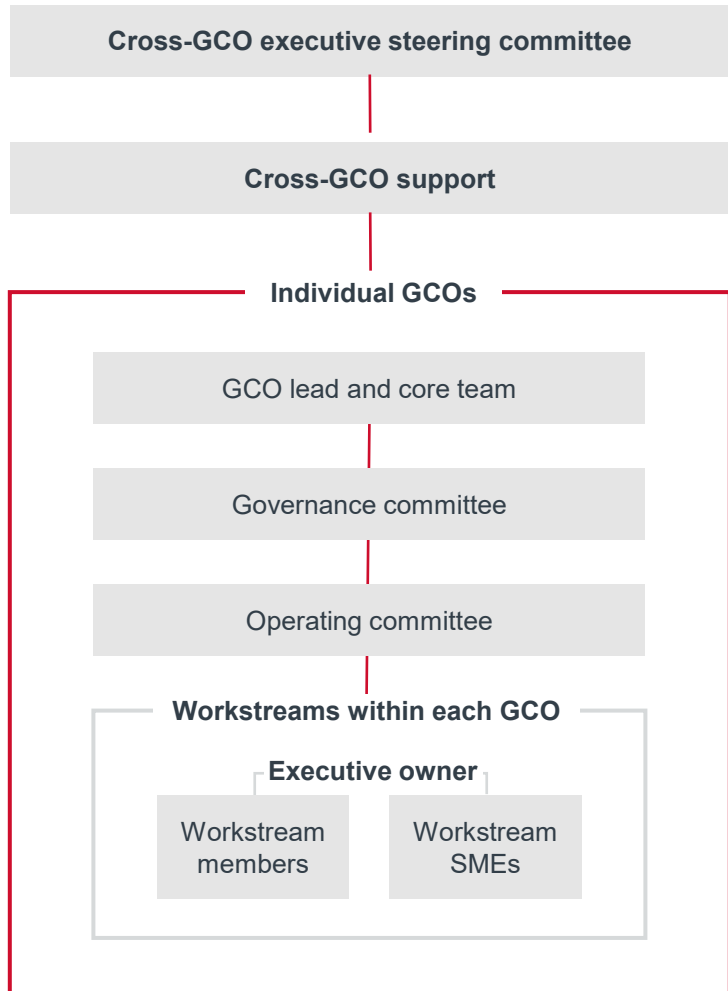 Cross-GCO executive steering committee
Cross-GCO support
Individual GCOs
GCO lead and core team
Governance committee
Operating committee
Workstreams within each GCO
Executive owner
Workstream
members
Workstream
SMEs